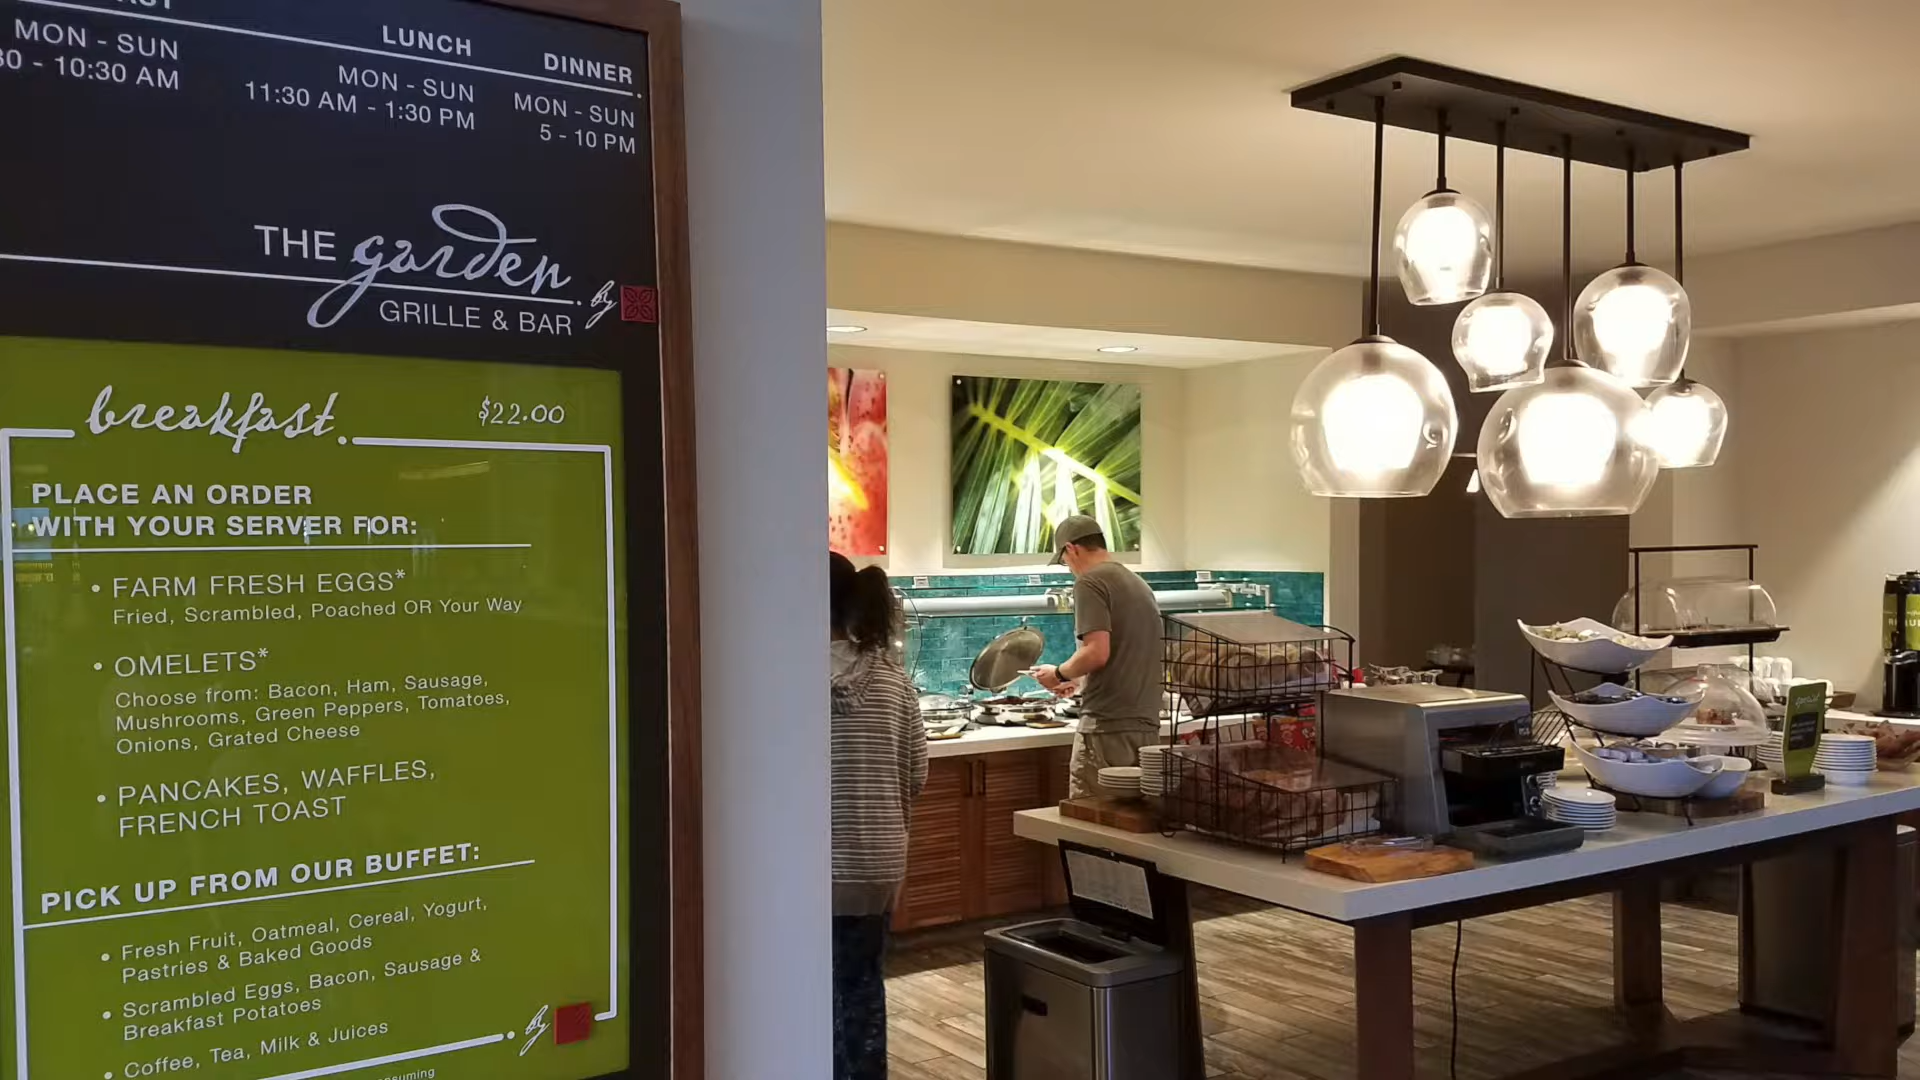 MON - SUN
- 10:30 AM
LUNCH
MON - SUN
11:30 AM - 1:30 PM
DINNER
MON - SUN
5 - 10 PM
THE garden
GRILLE & BAR
by
breakfast
$22.00
PLACE AN ORDER
WITH YOUR SERVER FOR:
• FARM FRESH EGGS*
Fried, Scrambled, Poached OR Your Way
• OMELETS*
Choose from: Bacon, Ham, Sausage,
Mushrooms, Green Peppers, Tomatoes,
Onions, Grated Cheese
• PANCAKES, WAFFLES,
FRENCH TOAST
PICK UP FROM OUR BUFFET:
• Fresh Fruit, Oatmeal, Cereal, Yogurt,
Pastries & Baked Goods
• Scrambled Eggs, Bacon, Sausage &
Breakfast Potatoes
• Coffee, Tea, Milk & Juices
by